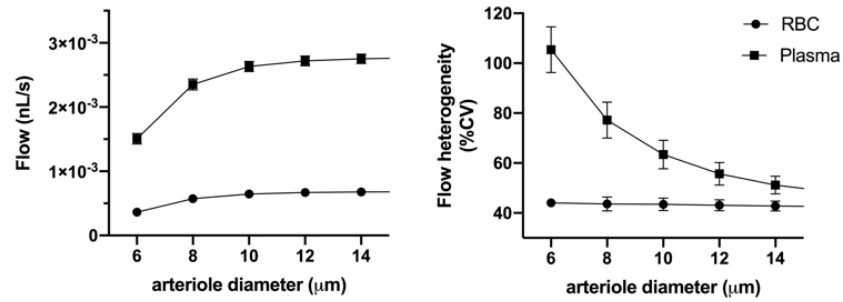 Flow (nL/s)
3×10⁻³
2×10⁻³
1×10⁻³
0
6 8 10 12 14
arteriole diameter (μm)
Flow heterogeneity
(%CV)
120
100
80
60
40
6 8 10 12 14
arteriole diameter (μm)
RBC
Plasma